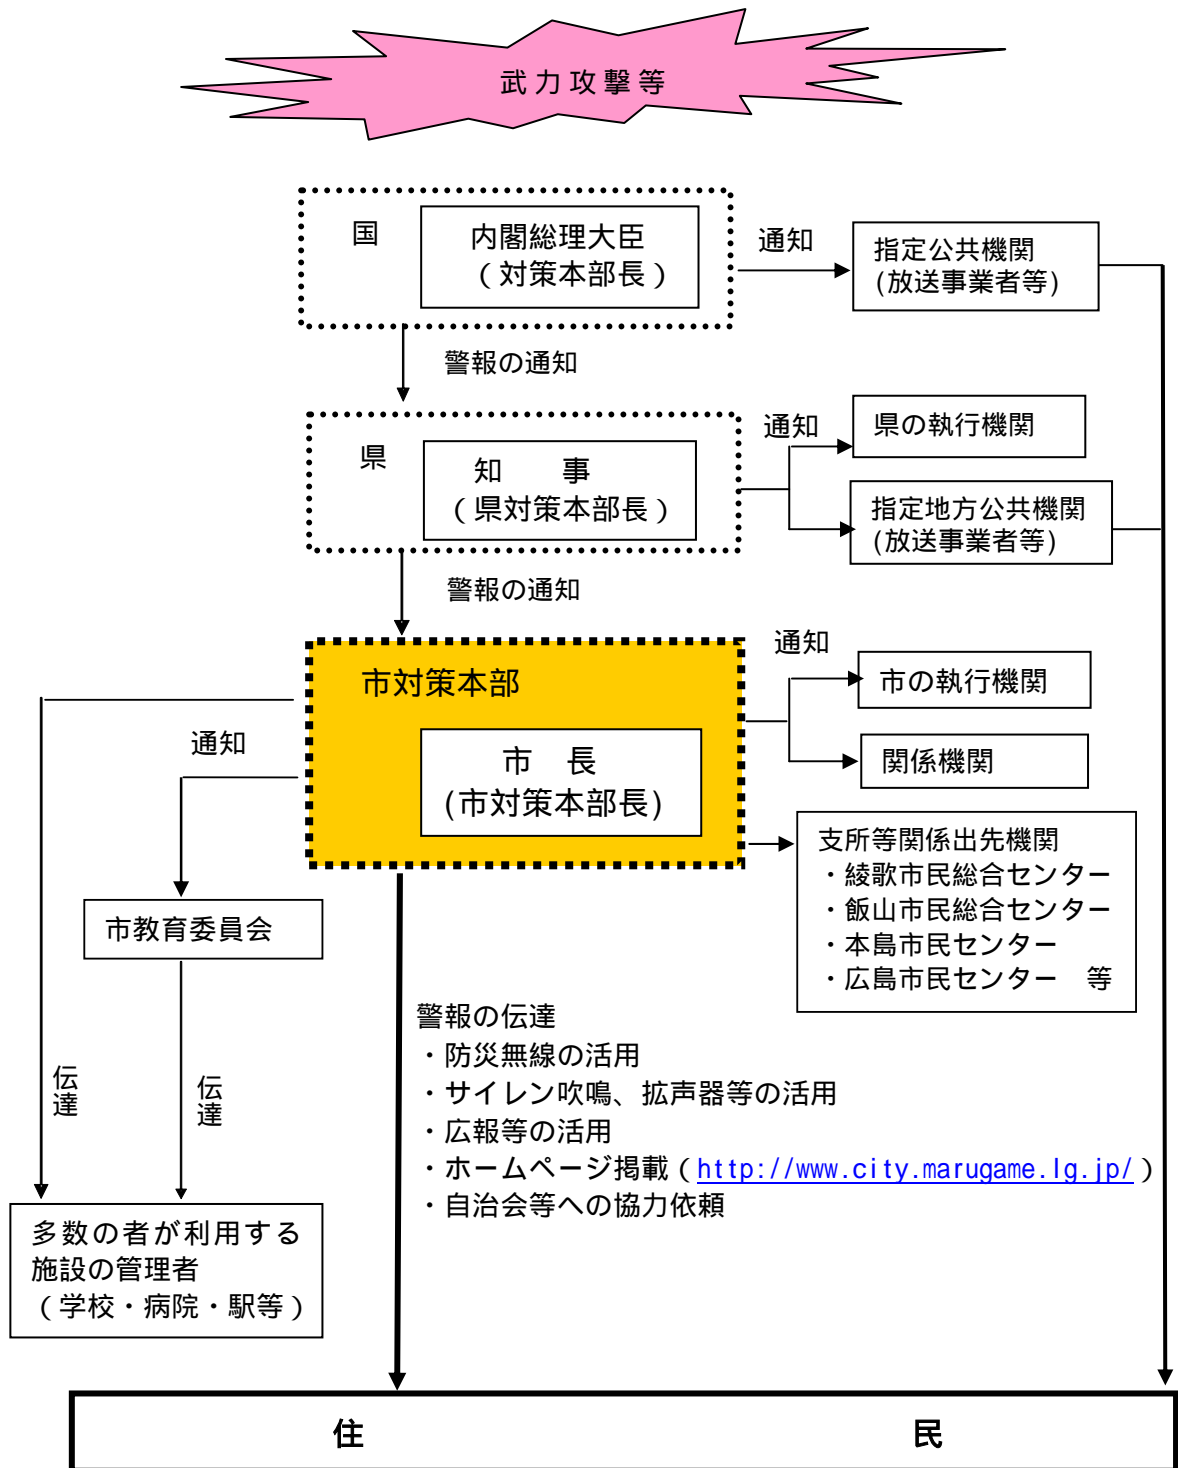 武力攻撃等
国
内閣総理大臣
（対策本部長）
通知
指定公共機関
(放送事業者等)
警報の通知
県
知　事
（県対策本部長）
通知
県の執行機関
指定地方公共機関
(放送事業者等)
警報の通知
市対策本部
市　長
(市対策本部長)
通知
市の執行機関
関係機関
通知
支所等関係出先機関
・綾歌市民総合センター
・飯山市民総合センター
・本島市民センター
・広島市民センター　等
市教育委員会
伝達
伝達
警報の伝達
・防災無線の活用
・サイレン吹鳴、拡声器等の活用
・広報等の活用
・ホームページ掲載（http://www.city.marugame.lg.jp/）
・自治会等への協力依頼
多数の者が利用する
施設の管理者
（学校・病院・駅等）
住　民